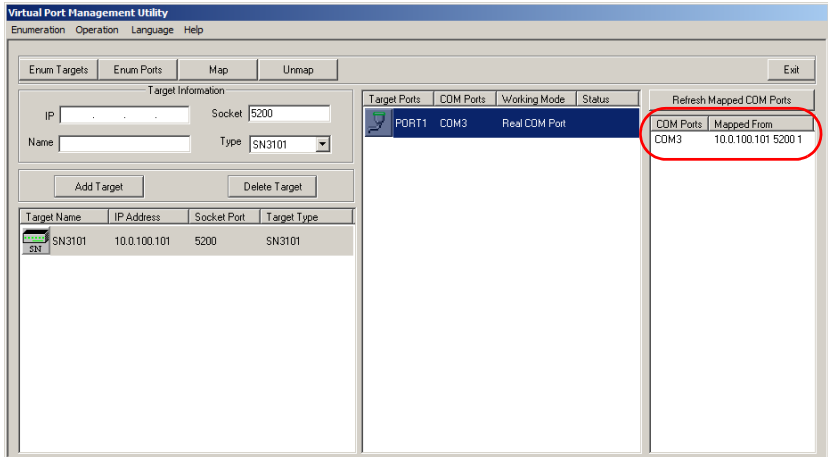 Virtual Port Management Utility
Enumeration Operation Language Help
Enum Targets Enum Ports Map Unmap Exit
Target Information
IP . . . Socket 5200
Name Type SN3101
Add Target Delete Target
Target Name IP Address Socket Port Target Type
SN SN3101 10.0.100.101 5200 SN3101
Target Ports COM Ports Working Mode Status
PORT1 COM3 Real COM Port
Refresh Mapped COM Ports
COM Ports Mapped From
COM3 10.0.100.101 5200 1